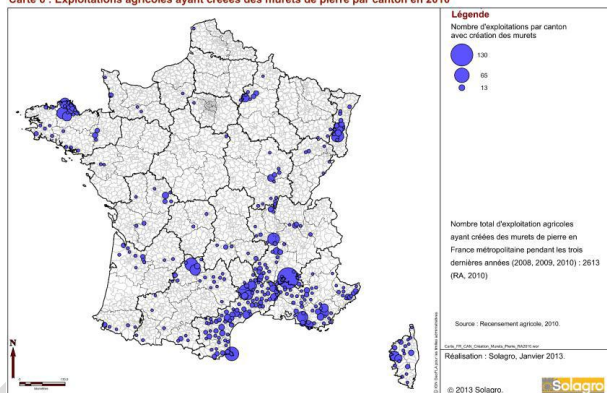 Carte 6 : Exploitations agricoles ayant créées des murets de pierre par canton en 2010
Légende
Nombre d'exploitations par canton
avec création des murets
130
65
13
Nombre total d'exploitation agricoles
ayant créées des murets de pierre en
France métropolitaine pendant les trois
dernières années (2008, 2009, 2010) : 2613
(RA, 2010)
Source : Recensement agricole, 2010.
Réalisation : Solagro, Janvier 2013.
© 2013 Solagro.
Solagro
N